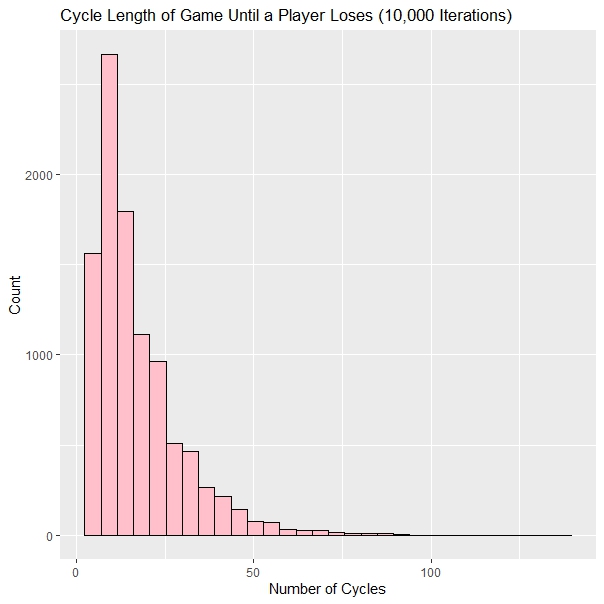 Cycle Length of Game Until a Player Loses (10,000 Iterations)
Count
2000
1000
0
0 50 100
Number of Cycles